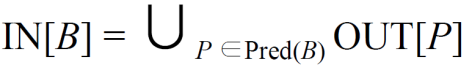 IN[B] = ∪ P ∈Pred(B) OUT[P]